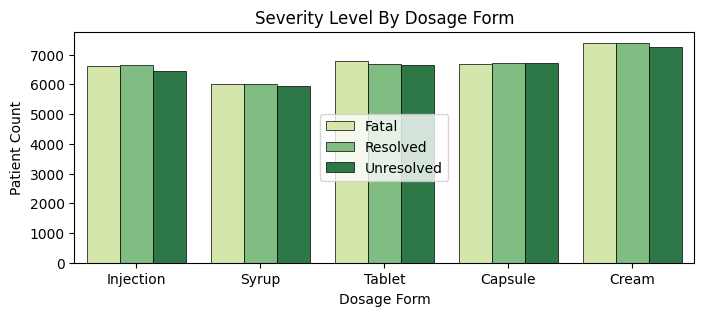 Severity Level By Dosage Form
Patient Count
7000
6000
5000
4000
3000
2000
1000
0
Fatal
Resolved
Unresolved
Injection Syrup Tablet Capsule Cream
Dosage Form